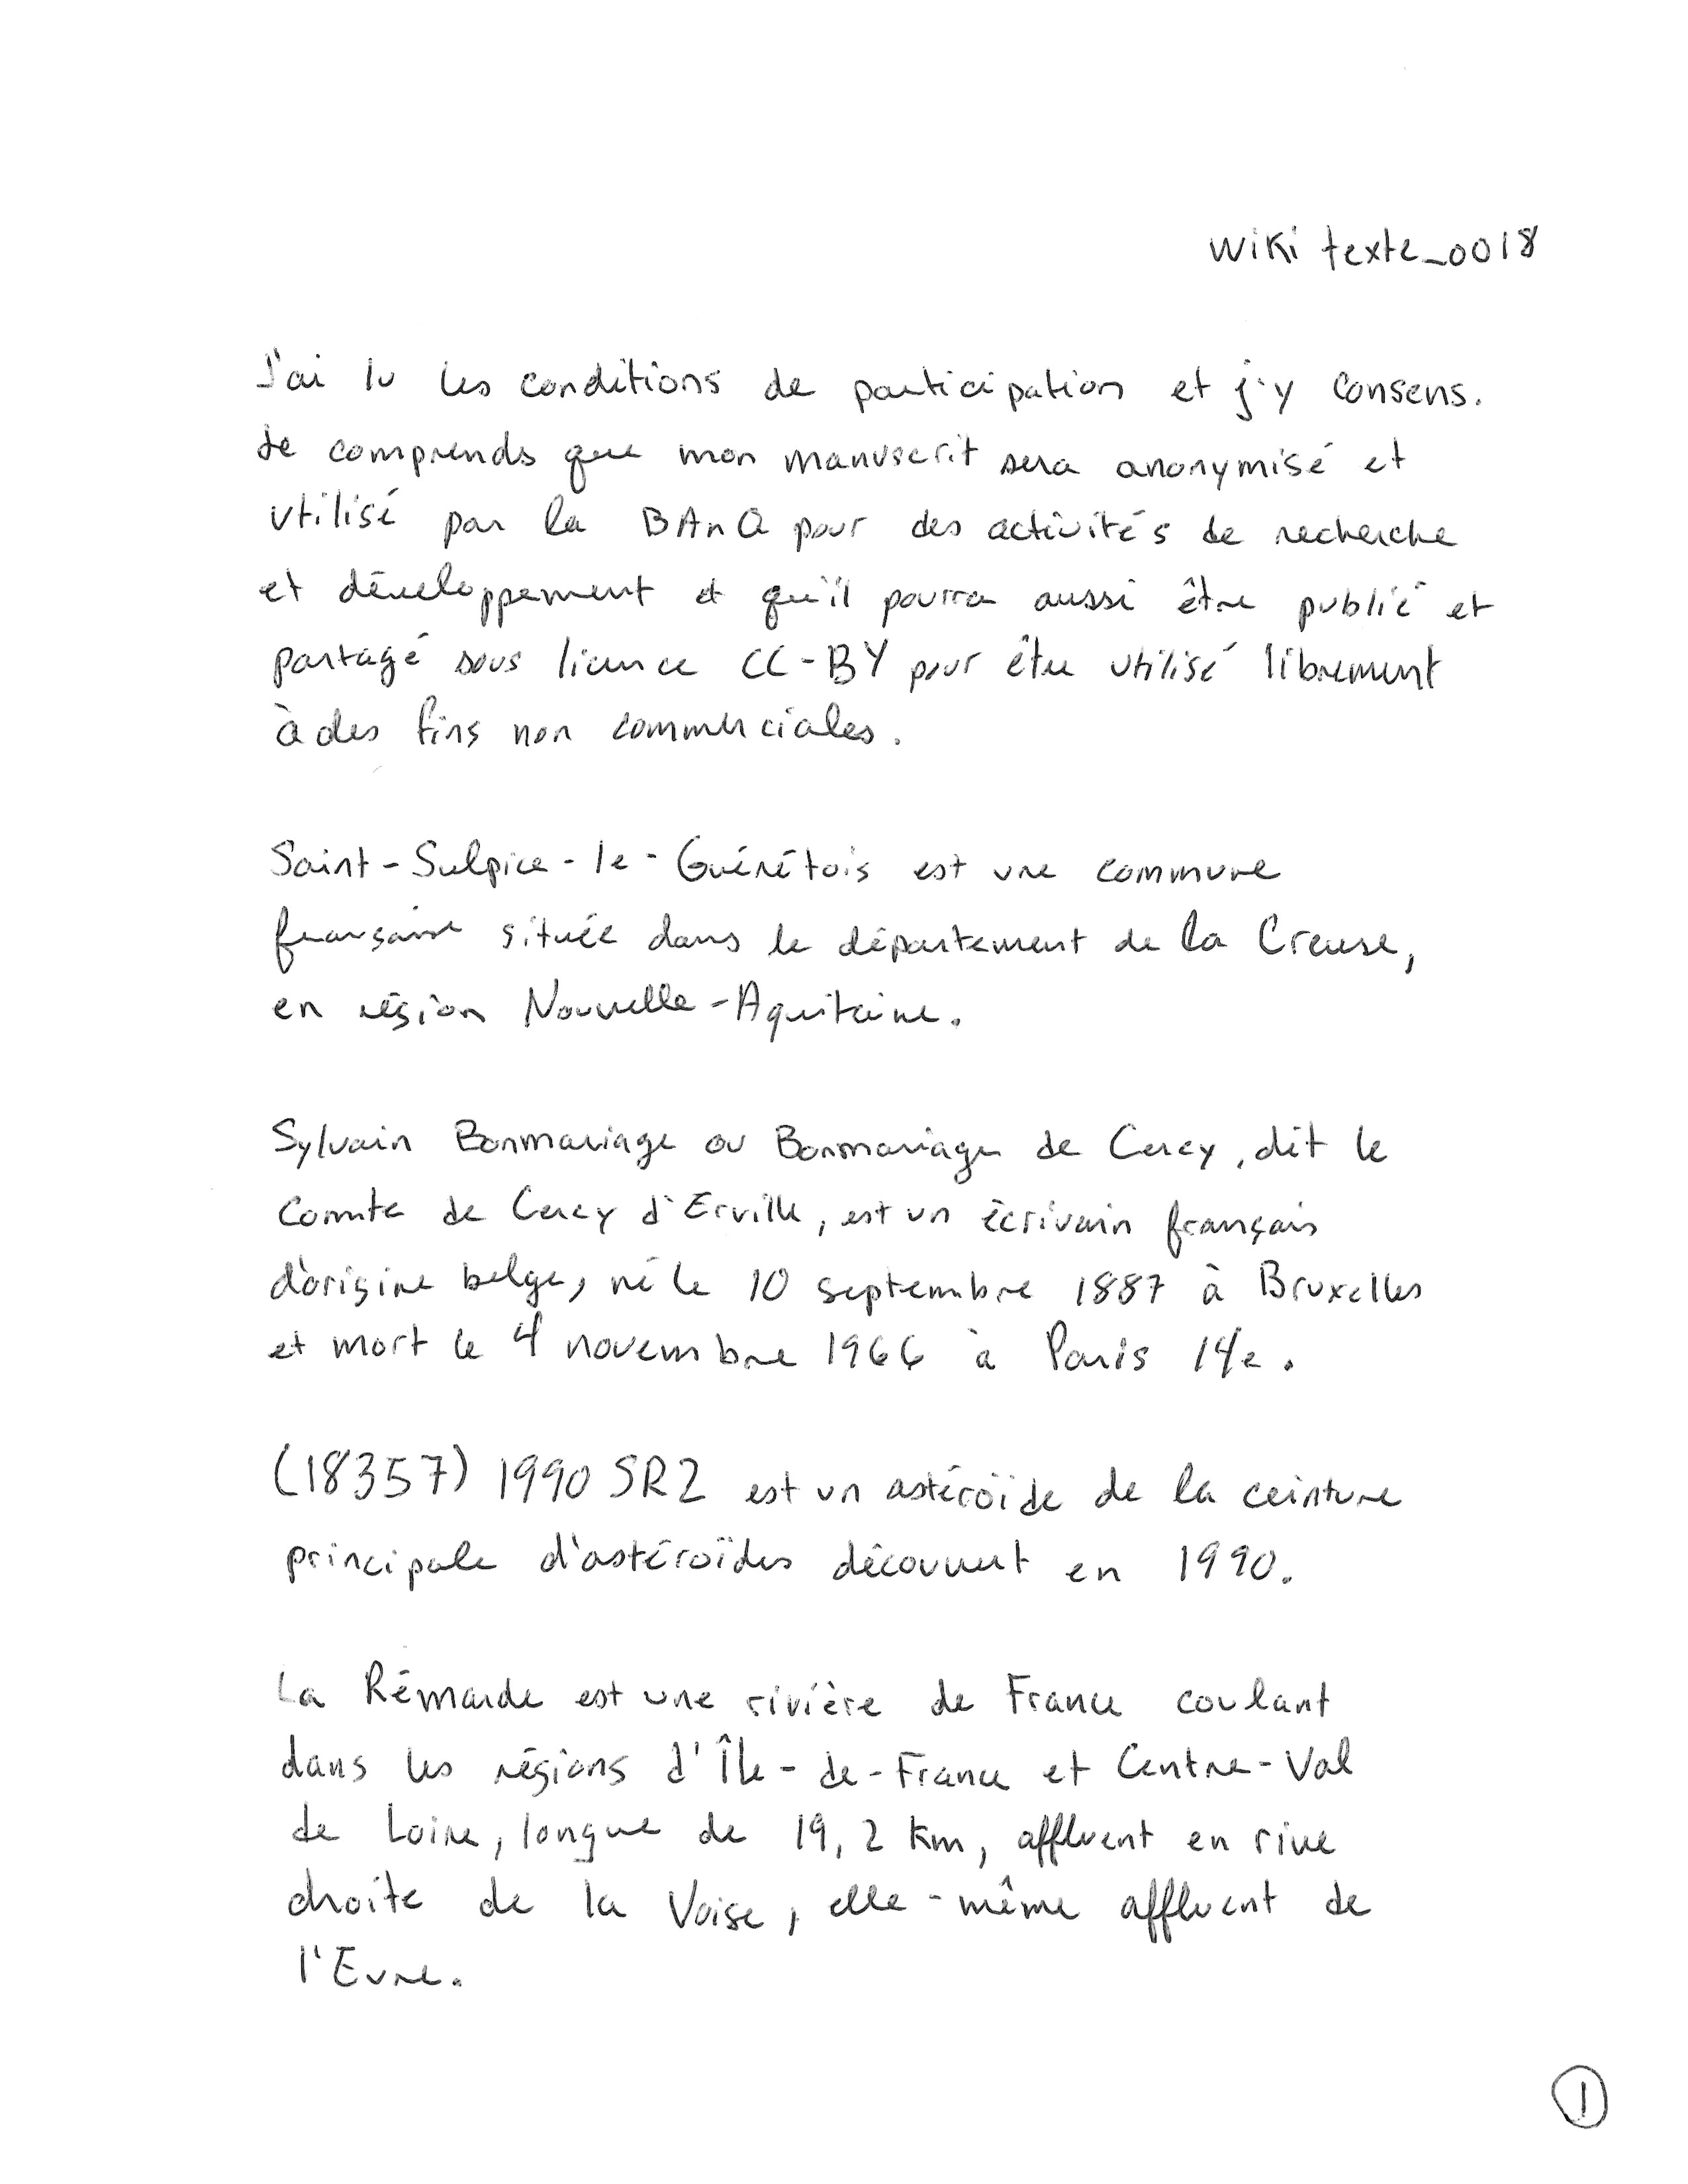 Wiki texte_0018
J'ai lu les conditions de participation et j'y consens.
Je comprends que mon manuscrit sera anonymisé et
utilisé par la BAnQ pour des activités de recherche
et développement et qu'il pourra aussi être publié et
partagé sous licence CC-BY pour être utilisé librement
à des fins non commerciales.
Saint-Sulpice-le-Guérétois est une commune
française située dans le département de la Creuse,
en région Nouvelle-Aquitaine.
Sylvain Bonmariage ou Bonmariage de Cercy, dit le
Comte de Cercy d'Erville, est un écrivain français
d'origine belge, né le 10 septembre 1887 à Bruxelles
et mort le 4 novembre 1966 à Paris 14e.
(18357) 1990 SR2 est un astéroïde de la ceinture
principale d'astéroïdes découvert en 1990.
La Rémarde est une rivière de France coulant
dans les régions d'Île-de-France et Centre-Val
de Loire, longue de 19,2 km, affluent en rive
droite de la Voise, elle-même affluent de
l'Eure.
1